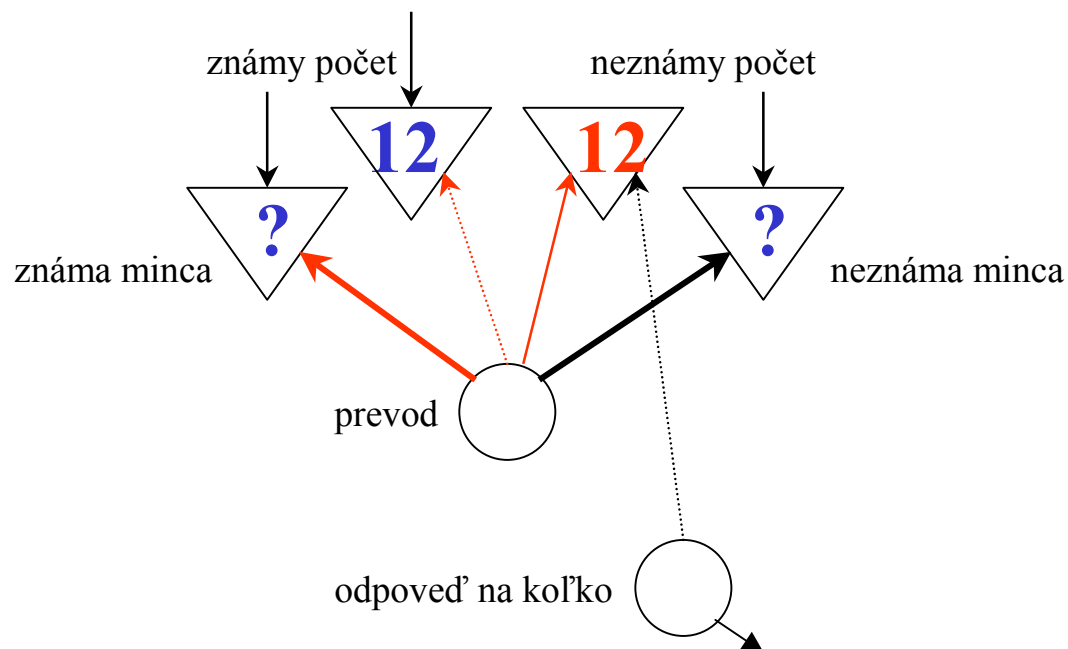 známy počet
neznámy počet
12
12
?
?
známa minca
neznáma minca
prevod
odpoveď na koľko